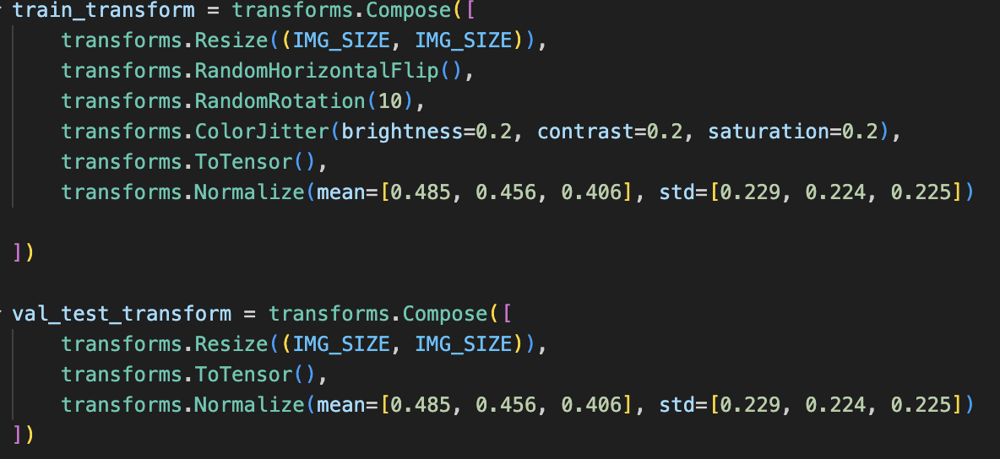 train_transform = transforms.Compose([
    transforms.Resize((IMG_SIZE, IMG_SIZE)),
    transforms.RandomHorizontalFlip(),
    transforms.RandomRotation(10),
    transforms.ColorJitter(brightness=0.2, contrast=0.2, saturation=0.2),
    transforms.ToTensor(),
    transforms.Normalize(mean=[0.485, 0.456, 0.406], std=[0.229, 0.224, 0.225])
])
val_test_transform = transforms.Compose([
    transforms.Resize((IMG_SIZE, IMG_SIZE)),
    transforms.ToTensor(),
    transforms.Normalize(mean=[0.485, 0.456, 0.406], std=[0.229, 0.224, 0.225])
])